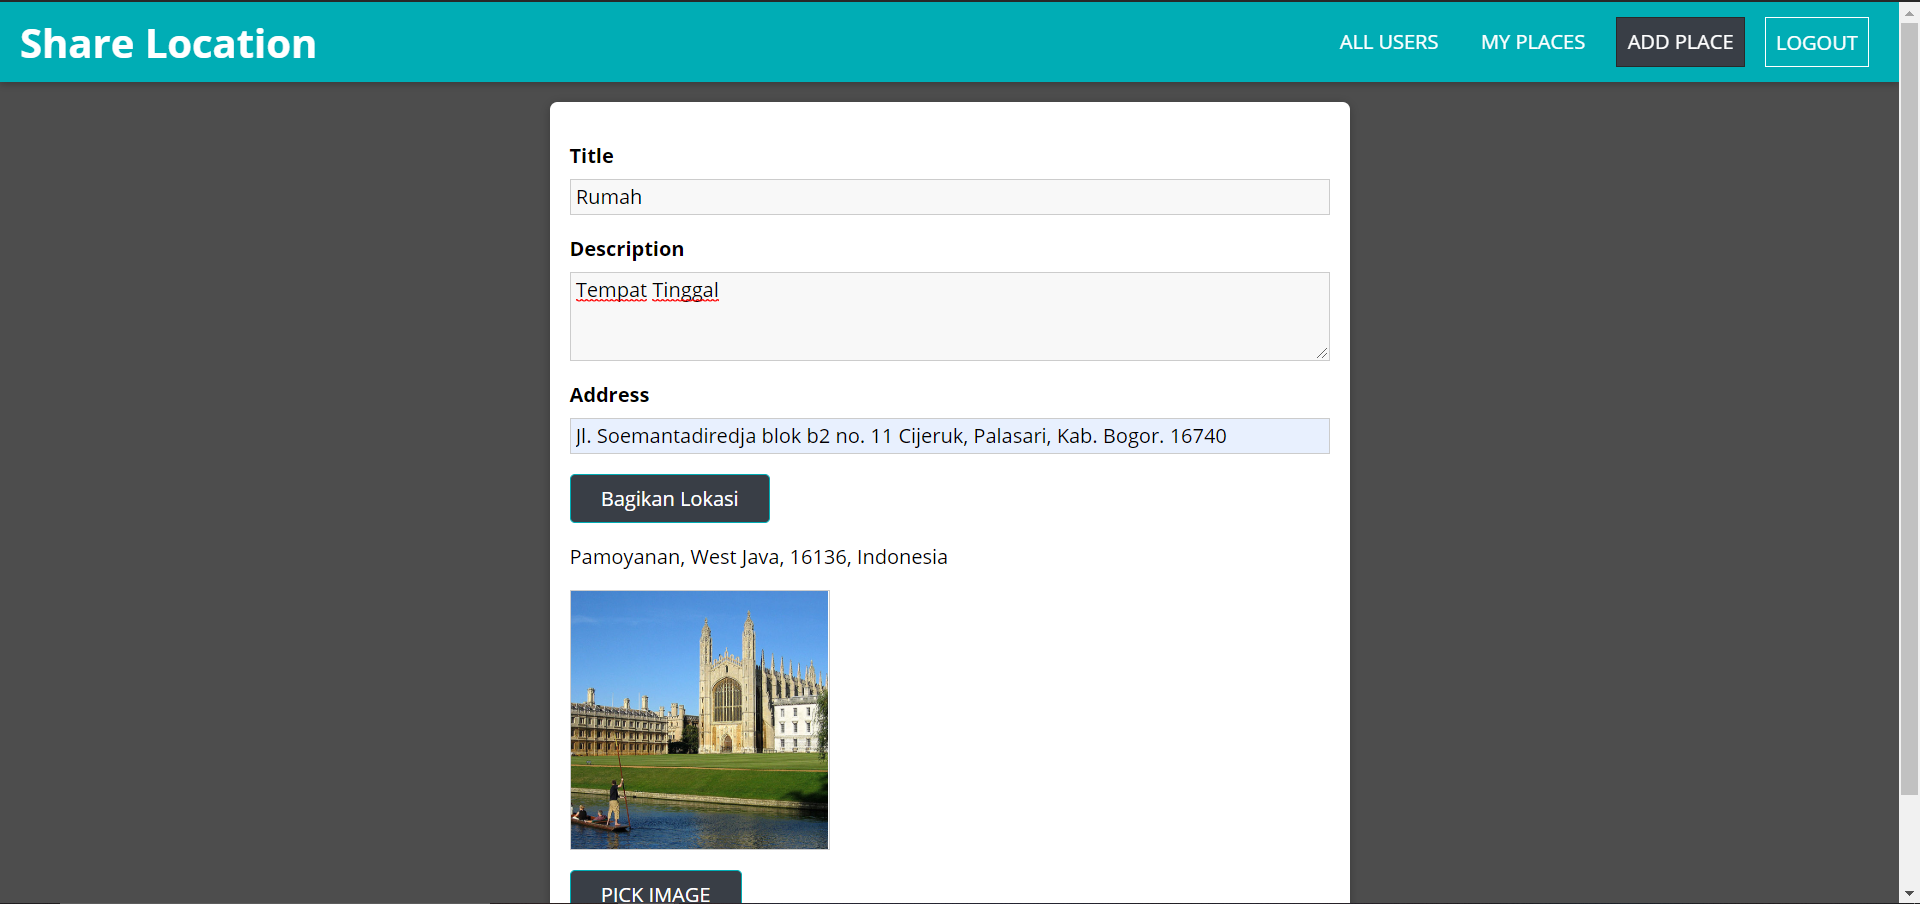 Share Location
ALL USERS
MY PLACES
ADD PLACE
LOGOUT
Title
Rumah
Description
Tempat Tinggal
Address
Jl. Soemantadiredja blok b2 no. 11 Cijeruk, Palasari, Kab. Bogor. 16740
Bagikan Lokasi
Pamoyanan, West Java, 16136, Indonesia
PICK IMAGE